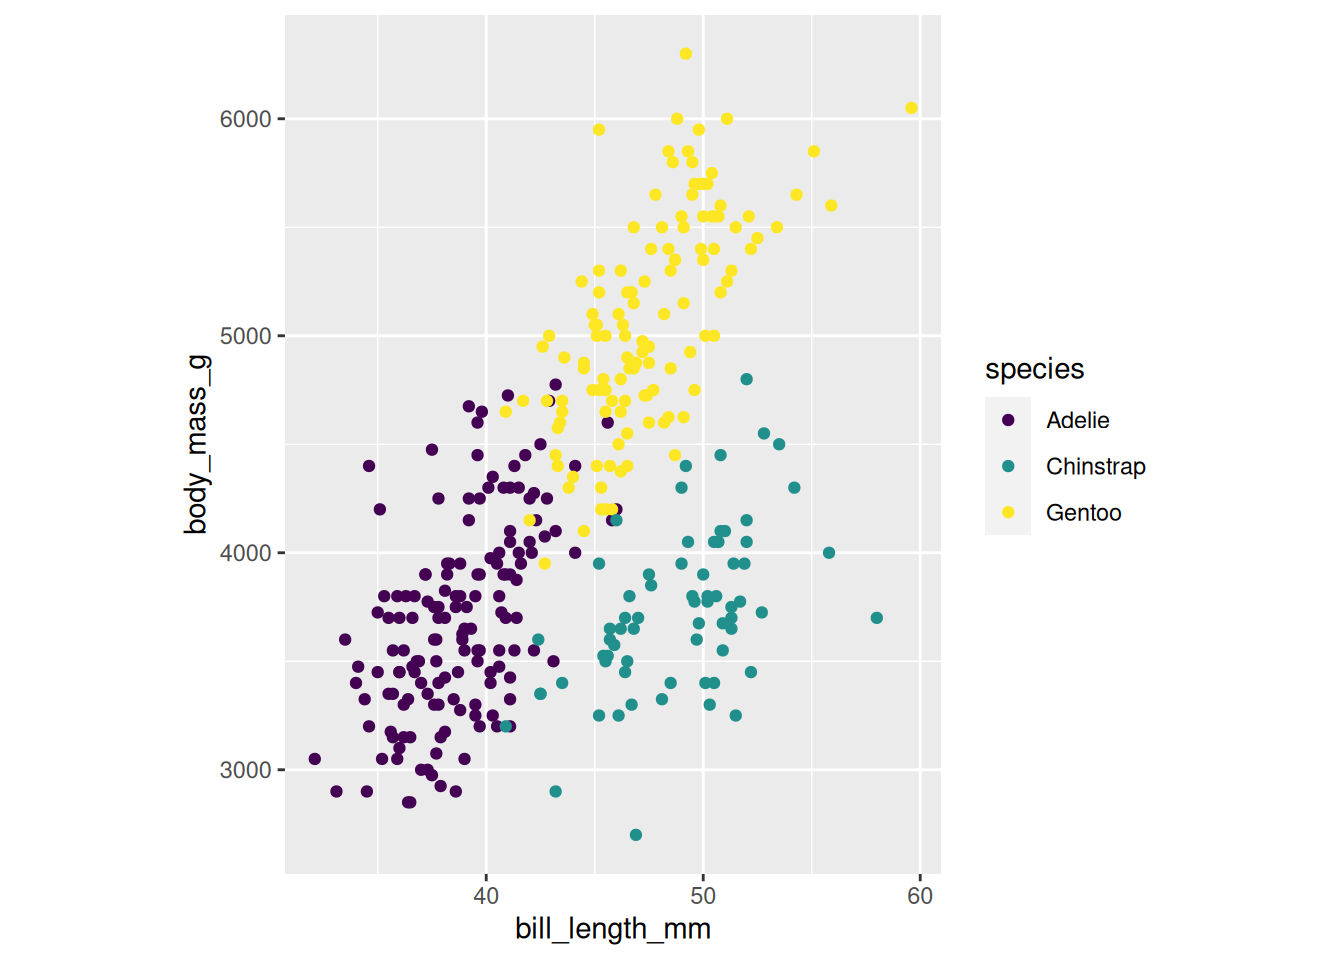 6000
5000
4000
3000
body_mass_g
40
50
60
bill_length_mm
species
Adelie
Chinstrap
Gentoo